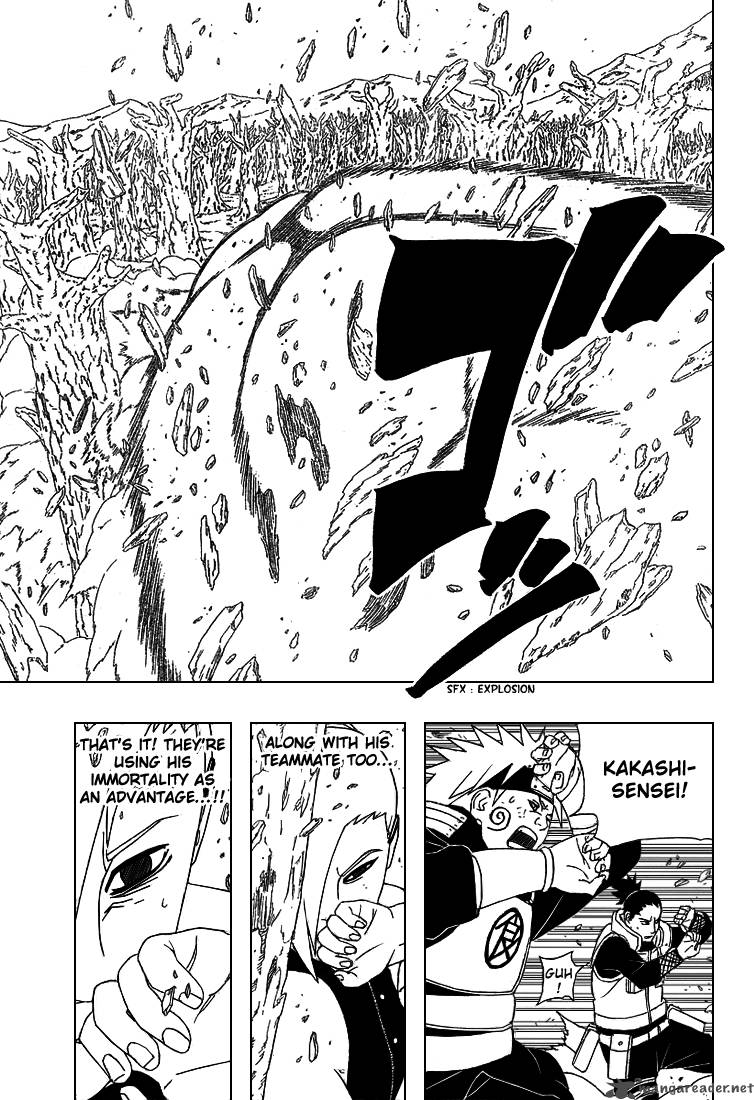 ゴゴ
SFX : EXPLOSION
KAKASHI-
SENSEI!
GUH
!
ALONG WITH HIS
TEAMMATE TOO...
THAT'S IT! THEY'RE
USING HIS
IMMORTALITY AS
AN ADVANTAGE...!!
mangareader.net